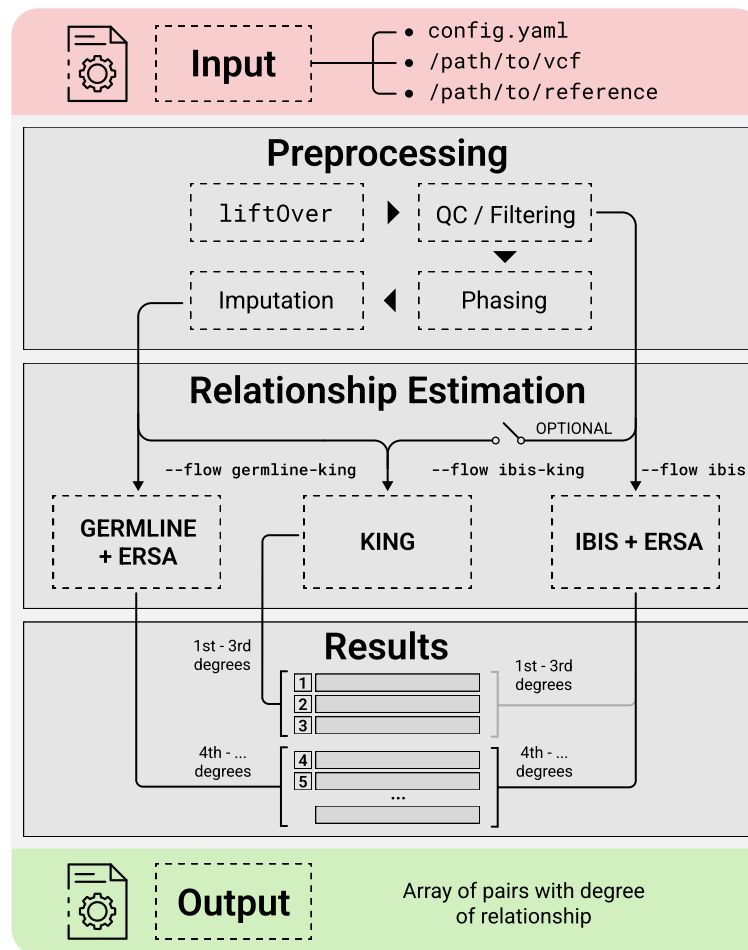 Input
config.yaml
/path/to/vcf
/path/to/reference
Preprocessing
liftOver
QC / Filtering
Imputation
Phasing
Relationship Estimation
OPTIONAL
--flow germline-king
--flow ibis-king
--flow ibis
GERMLINE
+ ERSA
KING
IBIS + ERSA
Results
1st - 3rd
degrees
1st - 3rd
degrees
1
2
3
4th - ...
degrees
4th - ...
degrees
4
5
...
Output
Array of pairs with degree
of relationship